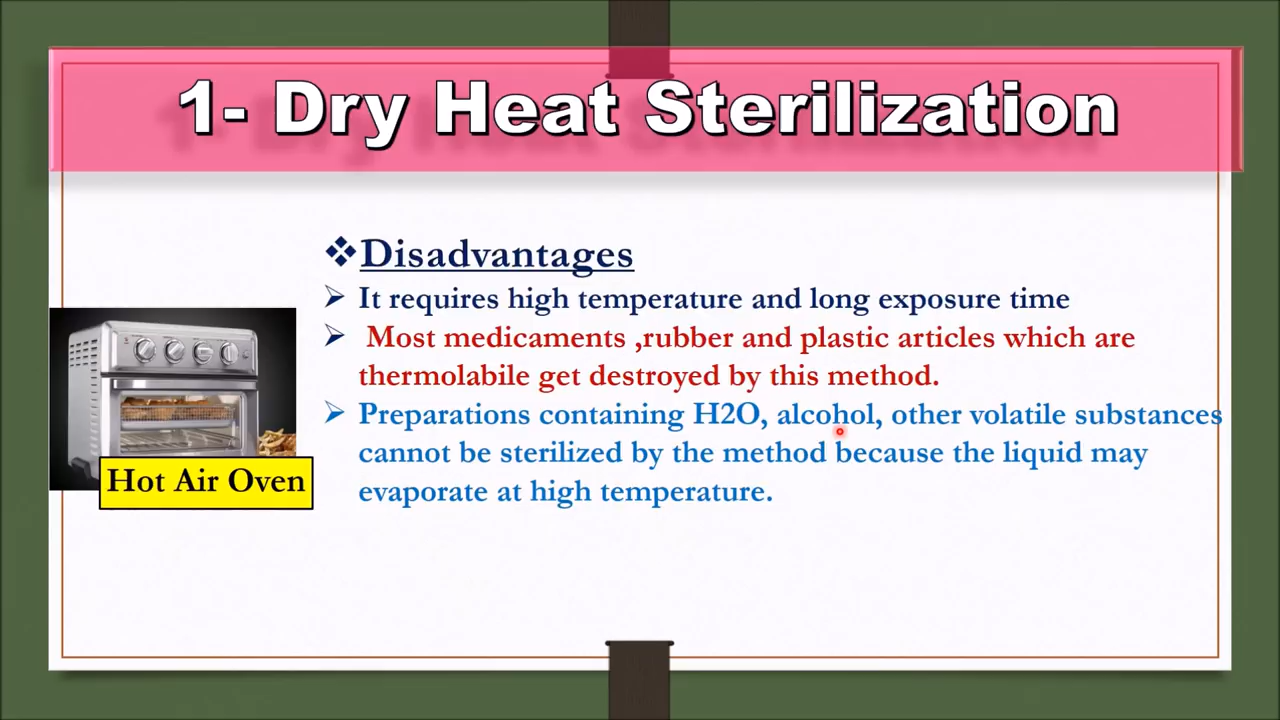 1- Dry Heat Sterilization
❖Disadvantages
➢ It requires high temperature and long exposure time
➢ Most medicaments ,rubber and plastic articles which are
thermolabile get destroyed by this method.
➢ Preparations containing H2O, alcohol, other volatile substances
cannot be sterilized by the method because the liquid may
evaporate at high temperature.
Hot Air Oven